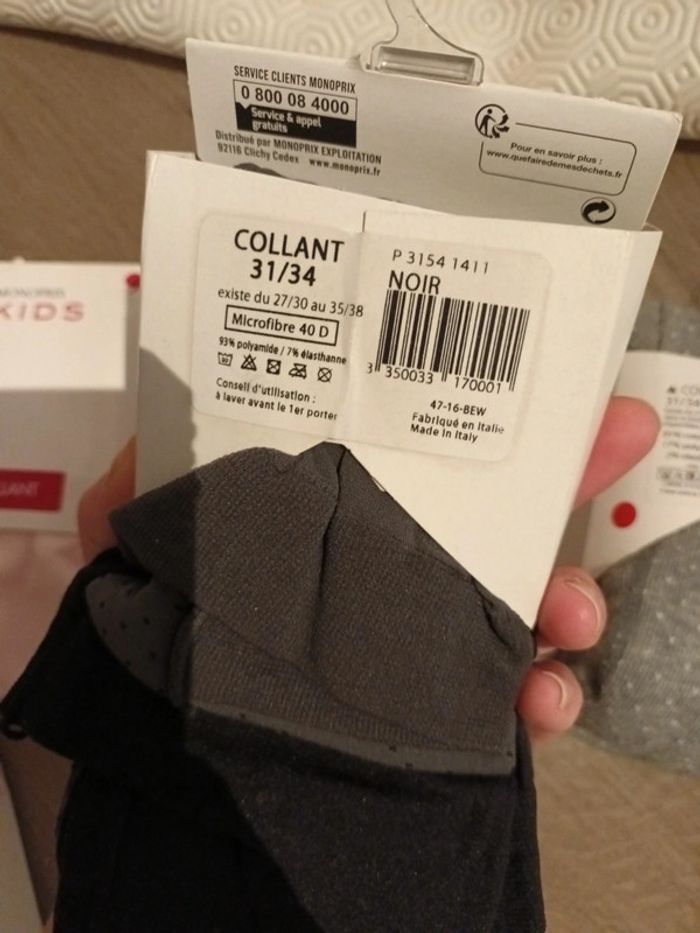 SERVICE CLIENTS MONOPRIX
0 800 08 4000
Service & appel
gratuits
Distribué par MONOPRIX EXPLOITATION
92116 Clichy Cedex www.monoprix.fr
Pour en savoir plus :
www.quefairedemesdechets.fr
COLLANT
31/34
existe du 27/30 au 35/38
Microfibre 40 D
93% polyamide / 7% élasthanne
Conseil d'utilisation :
à laver avant le 1er porter
P 3154 1411
NOIR
3 350033 170001
47-16-BEW
Fabriqué en Italie
Made in Italy
MONOPRIX
KIDS
31/34